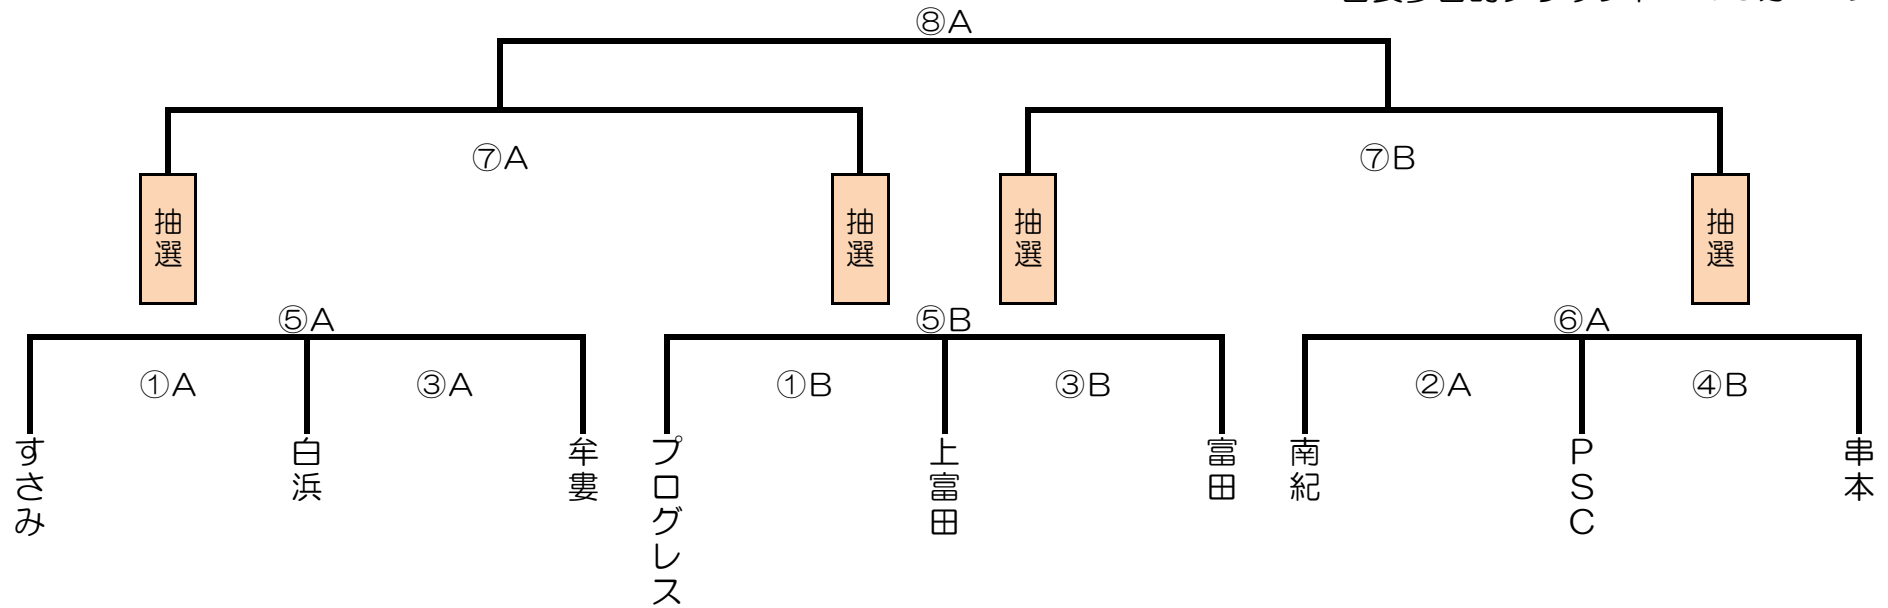 ⑧A
⑦A
⑦B
抽選
抽選
抽選
抽選
⑤A
⑤B
⑥A
①A
③A
①B
③B
②A
④B
すさみ
白浜
牟婁
プログレス
上富田
富田
南紀
PSC
串本